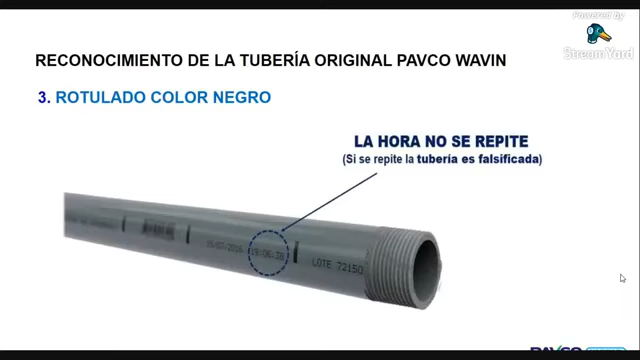 Powered by
StreamYard
RECONOCIMIENTO DE LA TUBERÍA ORIGINAL PAVCO WAVIN
3. ROTULADO COLOR NEGRO
LA HORA NO SE REPITE
(Si se repite la tubería es falsificada)
LOTE 72150
PAVCO